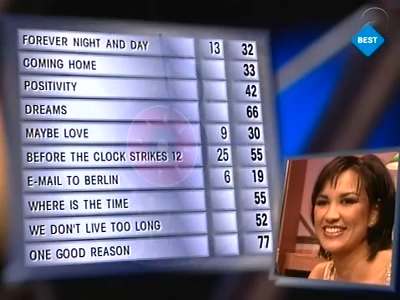 BEST
FOREVER NIGHT AND DAY 13 32
COMING HOME 33
POSITIVITY 42
DREAMS 66
MAYBE LOVE 9 30
BEFORE THE CLOCK STRIKES 12 25 55
E-MAIL TO BERLIN 6 19
WHERE IS THE TIME 55
WE DON'T LIVE TOO LONG 52
ONE GOOD REASON 77